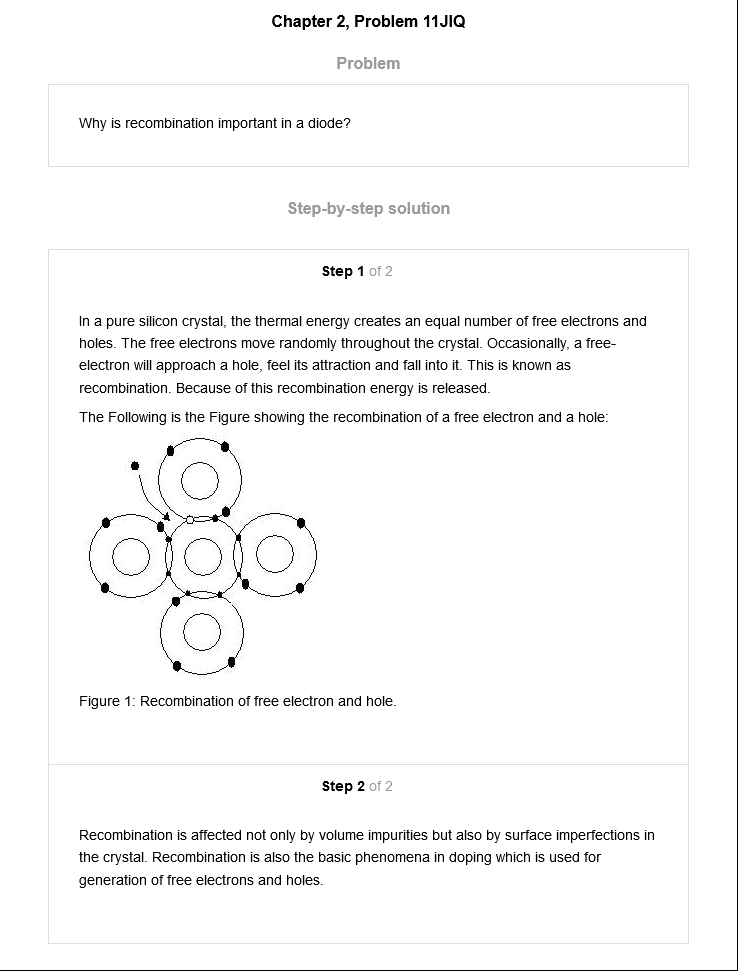 Chapter 2, Problem 11JIQ
Problem
Why is recombination important in a diode?
Step-by-step solution
Step 1 of 2
In a pure silicon crystal, the thermal energy creates an equal number of free electrons and
holes. The free electrons move randomly throughout the crystal. Occasionally, a free-
electron will approach a hole, feel its attraction and fall into it. This is known as
recombination. Because of this recombination energy is released.
The Following is the Figure showing the recombination of a free electron and a hole:
Figure 1: Recombination of free electron and hole.
Step 2 of 2
Recombination is affected not only by volume impurities but also by surface imperfections in
the crystal. Recombination is also the basic phenomena in doping which is used for
generation of free electrons and holes.